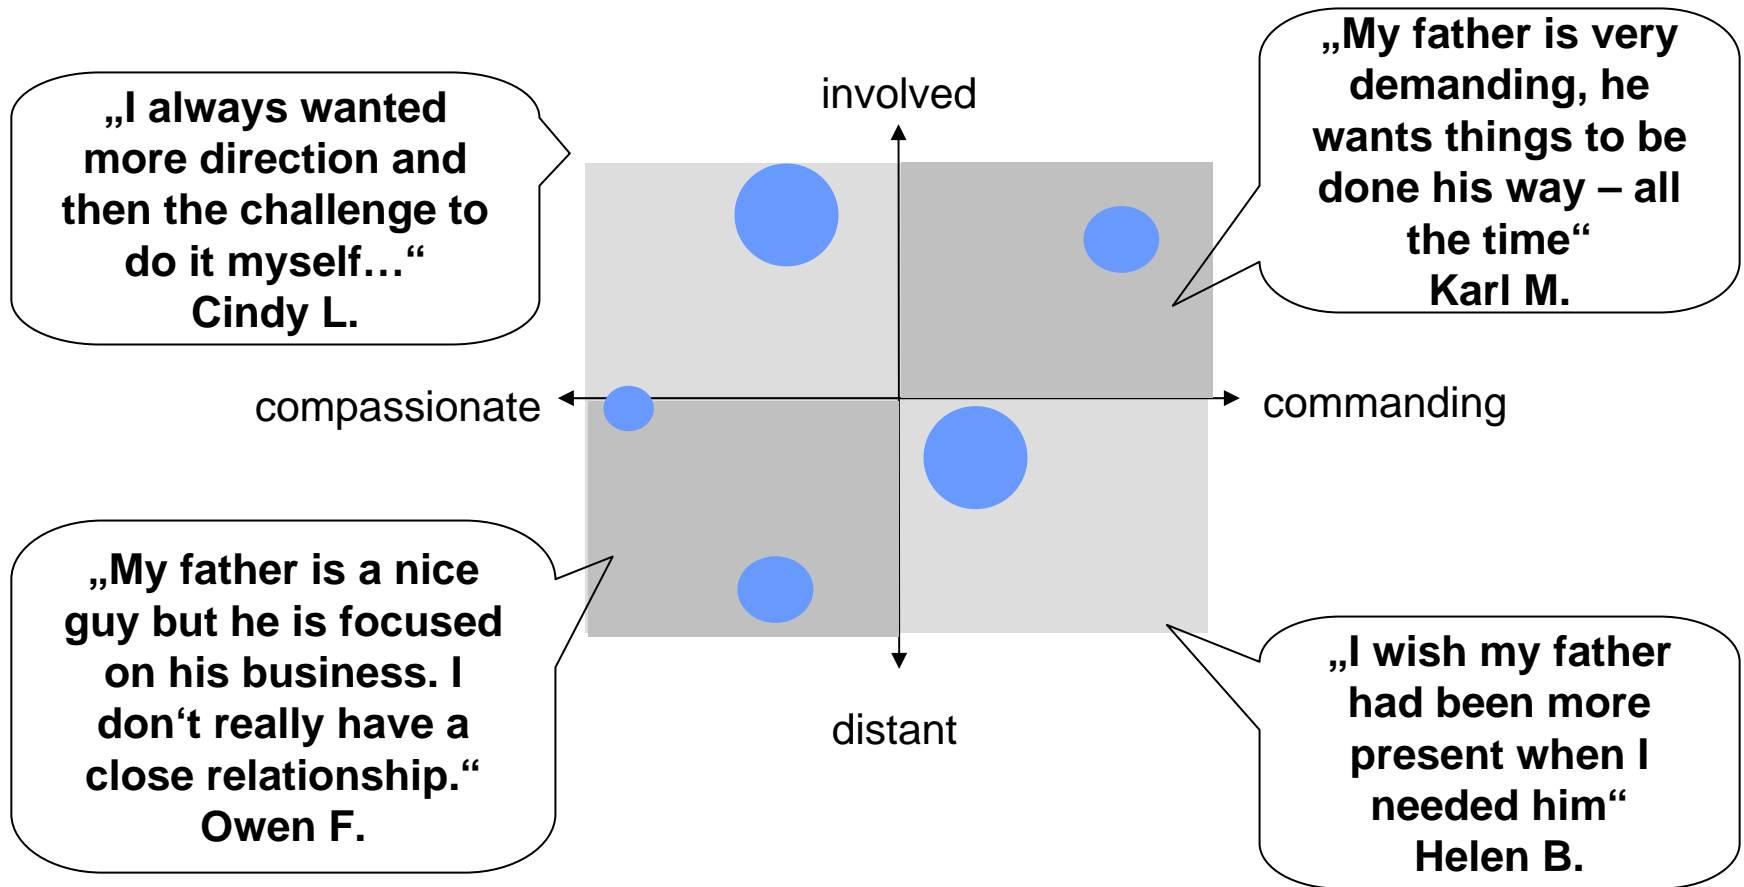 „I always wanted
more direction and
then the challenge to
do it myself…“
Cindy L.
involved
„My father is very
demanding, he
wants things to be
done his way – all
the time“
Karl M.
compassionate
commanding
„My father is a nice
guy but he is focused
on his business. I
don‘t really have a
close relationship.“
Owen F.
distant
„I wish my father
had been more
present when I
needed him“
Helen B.